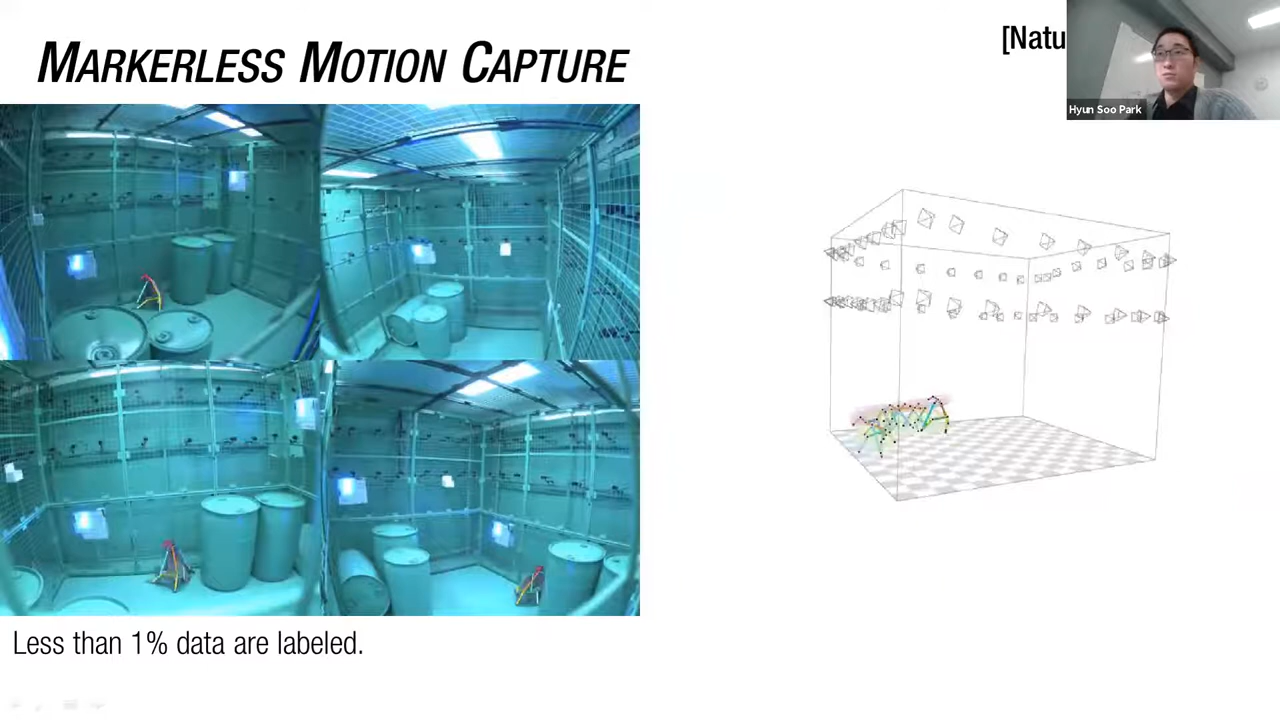 MARKERLESS MOTION CAPTURE
[Natu
Hyun Soo Park
Less than 1% data are labeled.